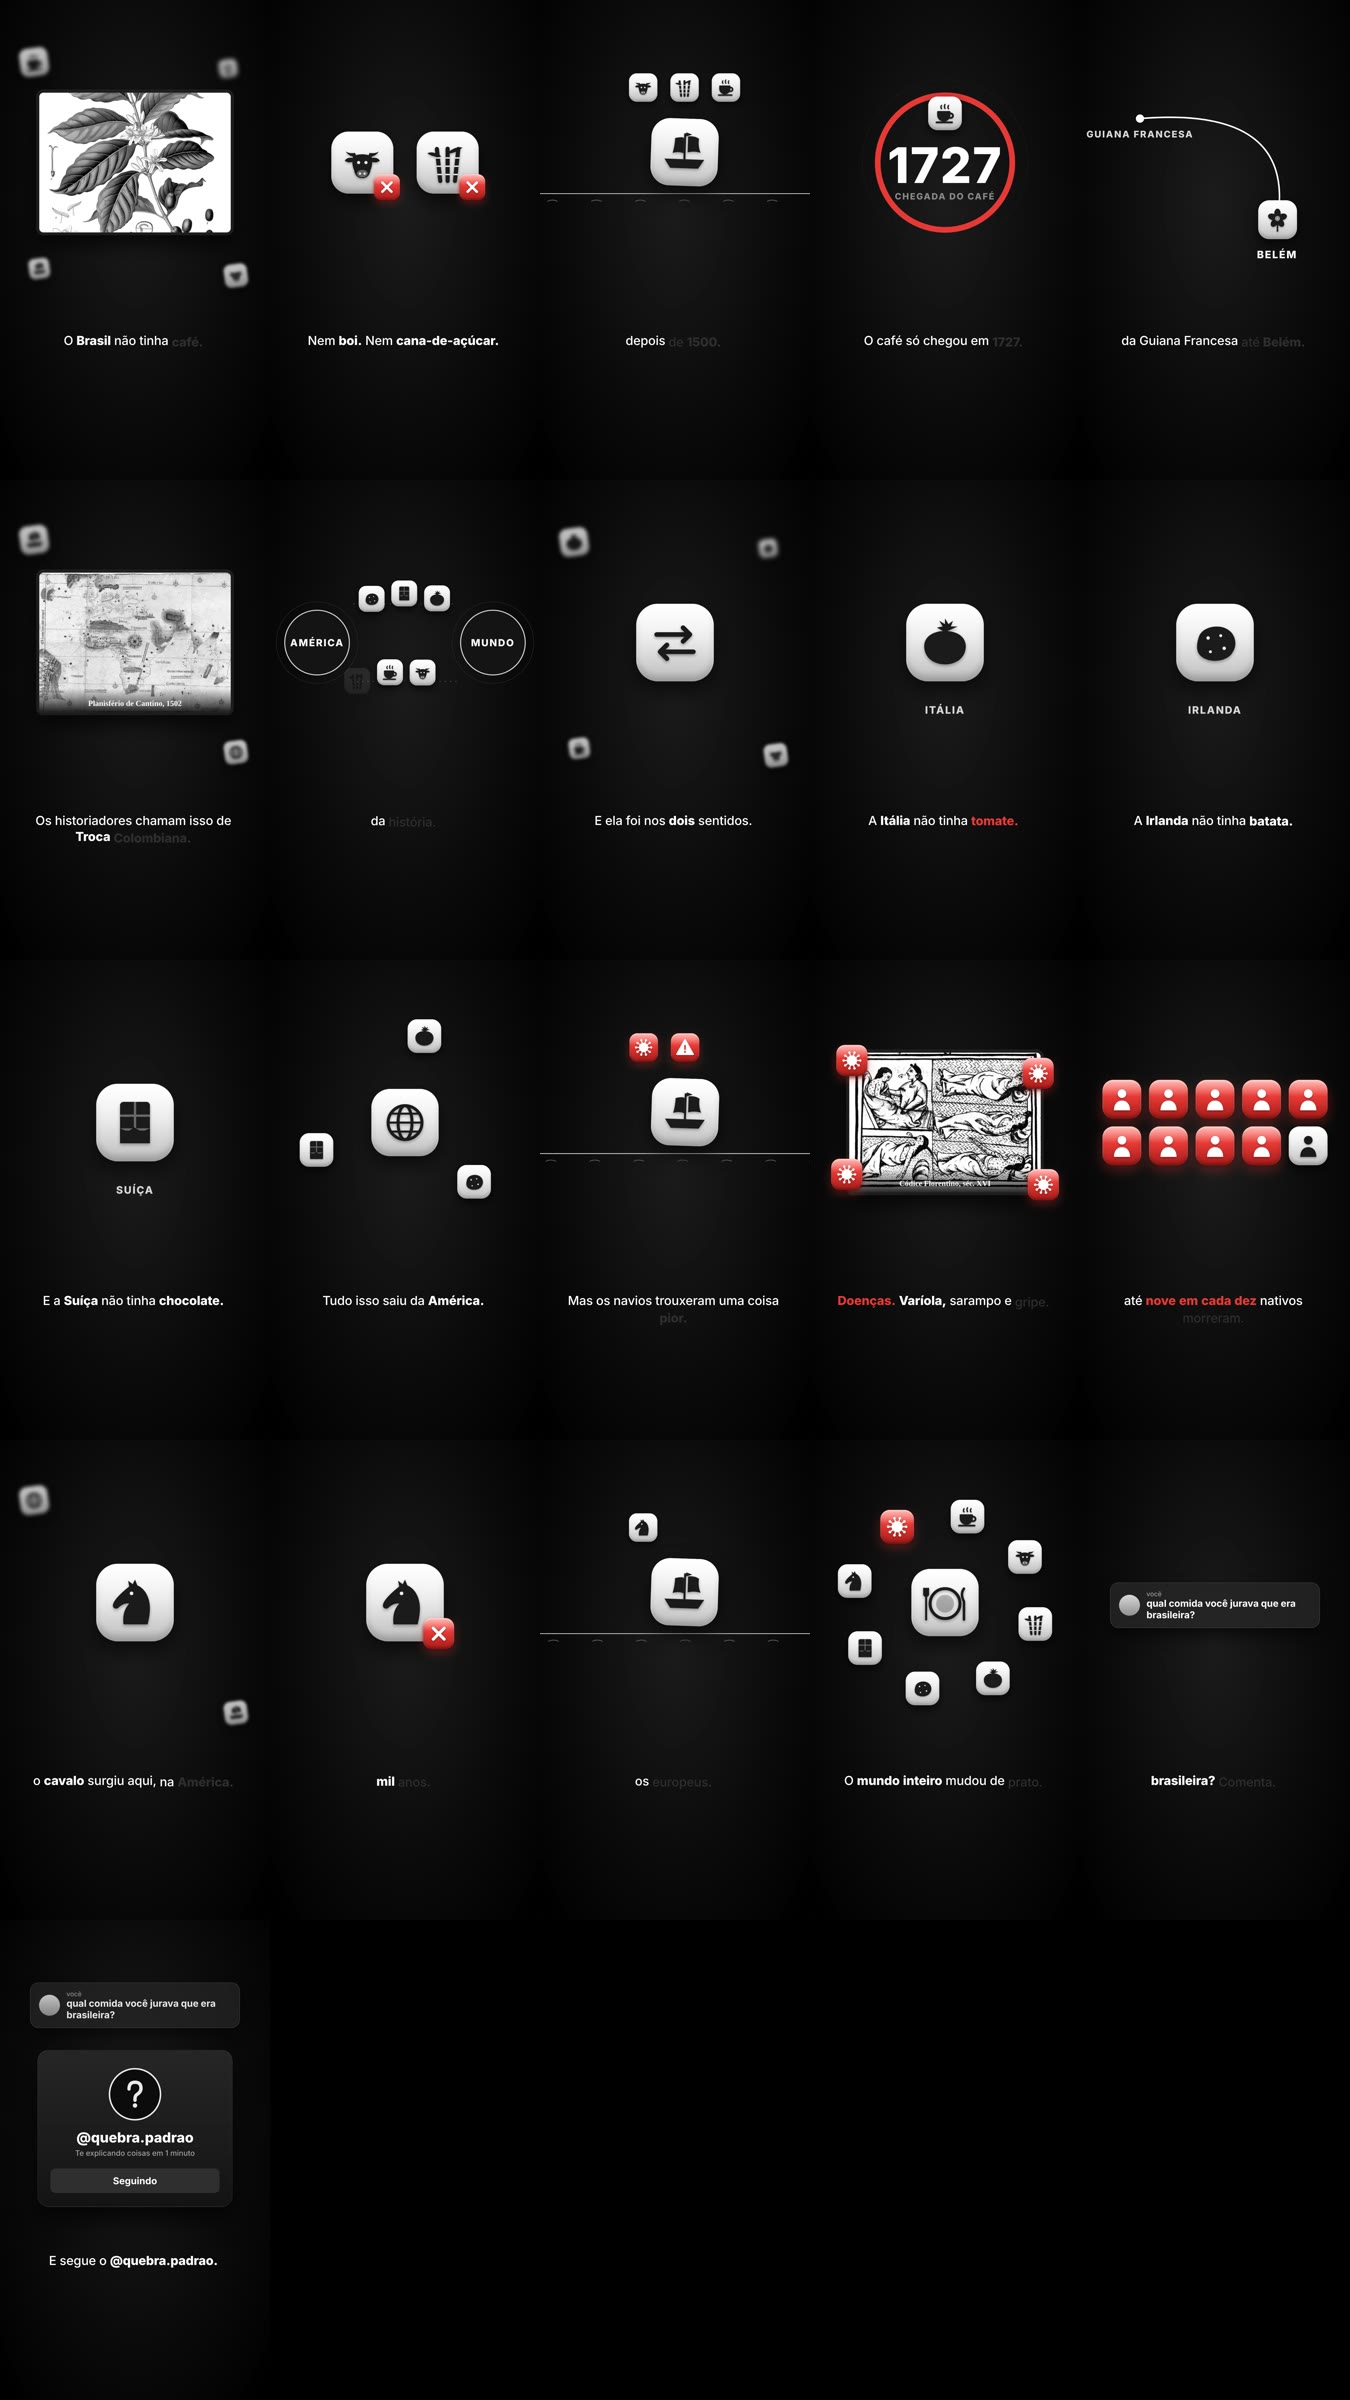 O Brasil não tinha café.
Nem boi. Nem cana-de-açúcar.
depois de 1500.
1727
CHEGADA DO CAFÉ
O café só chegou em 1727.
GUIANA FRANCESA
BELÉM
da Guiana Francesa até Belém.
Planisfério de Cantino, 1502
Os historiadores chamam isso de
Troca Colombiana.
AMÉRICA
MUNDO
da história.
E ela foi nos dois sentidos.
ITÁLIA
A Itália não tinha tomate.
IRLANDA
A Irlanda não tinha batata.
SUÍÇA
E a Suíça não tinha chocolate.
Tudo isso saiu da América.
Mas os navios trouxeram uma coisa
pior.
Códice Florentino, séc. XVI
Doenças. Varíola, sarampo e gripe.
até nove em cada dez nativos
morreram.
o cavalo surgiu aqui, na América.
mil anos.
os europeus.
O mundo inteiro mudou de prato.
você
qual comida você jurava que era
brasileira?
brasileira? Comenta.
você
qual comida você jurava que era
brasileira?
?
@quebra.padrao
Te explicando coisas em 1 minuto
Seguindo
E segue o @quebra.padrao.